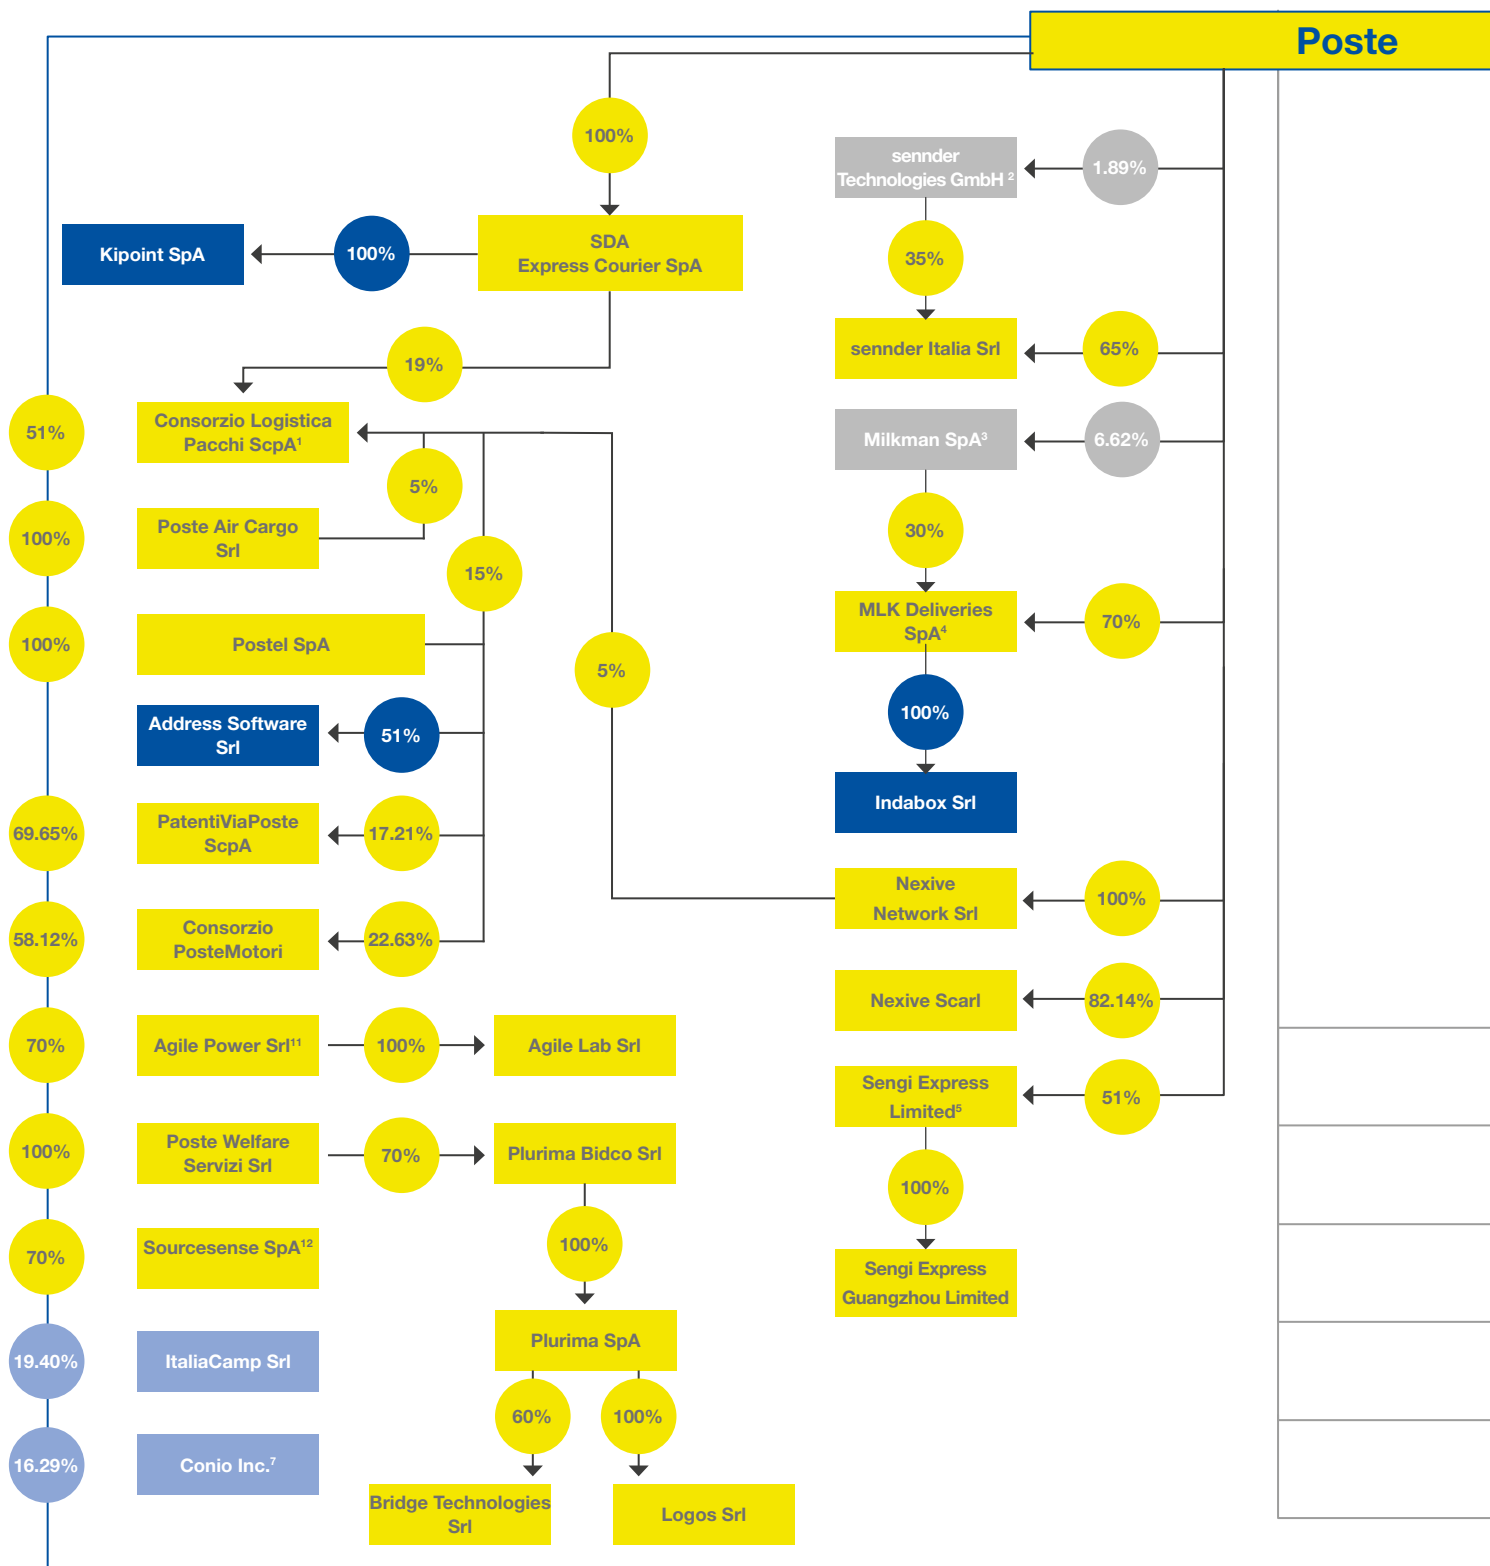 Poste
100%
sennder
Technologies GmbH ²
1.89%
Kipoint SpA
100%
SDA
Express Courier SpA
35%
sennder Italia Srl
65%
19%
51%
Consorzio Logistica
Pacchi ScpA¹
Milkman SpA³
6.62%
5%
100%
Poste Air Cargo
Srl
30%
15%
MLK Deliveries
SpA⁴
70%
100%
Postel SpA
5%
Address Software
Srl
51%
100%
Indabox Srl
69.65%
PatentiViaPoste
ScpA
17.21%
Nexive
Network Srl
100%
58.12%
Consorzio
PosteMotori
22.63%
Nexive Scarl
82.14%
70%
Agile Power Srl¹¹
100%
Agile Lab Srl
Sengi Express
Limited⁵
51%
100%
Poste Welfare
Servizi Srl
70%
Plurima Bidco Srl
100%
70%
Sourcesense SpA¹²
100%
Sengi Express
Guangzhou Limited
19.40%
ItaliaCamp Srl
Plurima SpA
60%
100%
16.29%
Conio Inc.⁷
Bridge Technologies
Srl
Logos Srl